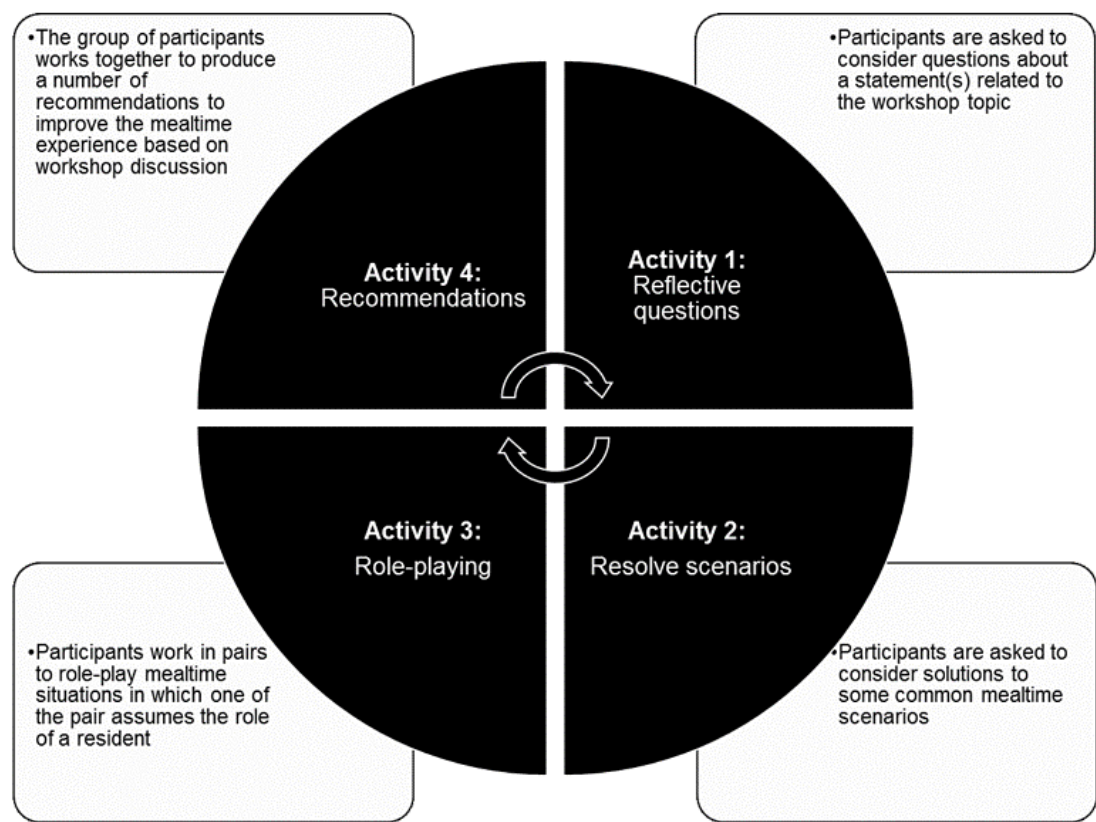 •The group of participants
works together to produce
a number of
recommendations to
improve the mealtime
experience based on
workshop discussion
•Participants are asked to
consider questions about
a statement(s) related to
the workshop topic
Activity 4:
Recommendations
Activity 1:
Reflective
questions
Activity 3:
Role-playing
Activity 2:
Resolve scenarios
•Participants work in pairs
to role-play mealtime
situations in which one of
the pair assumes the role
of a resident
•Participants are asked to
consider solutions to
some common mealtime
scenarios